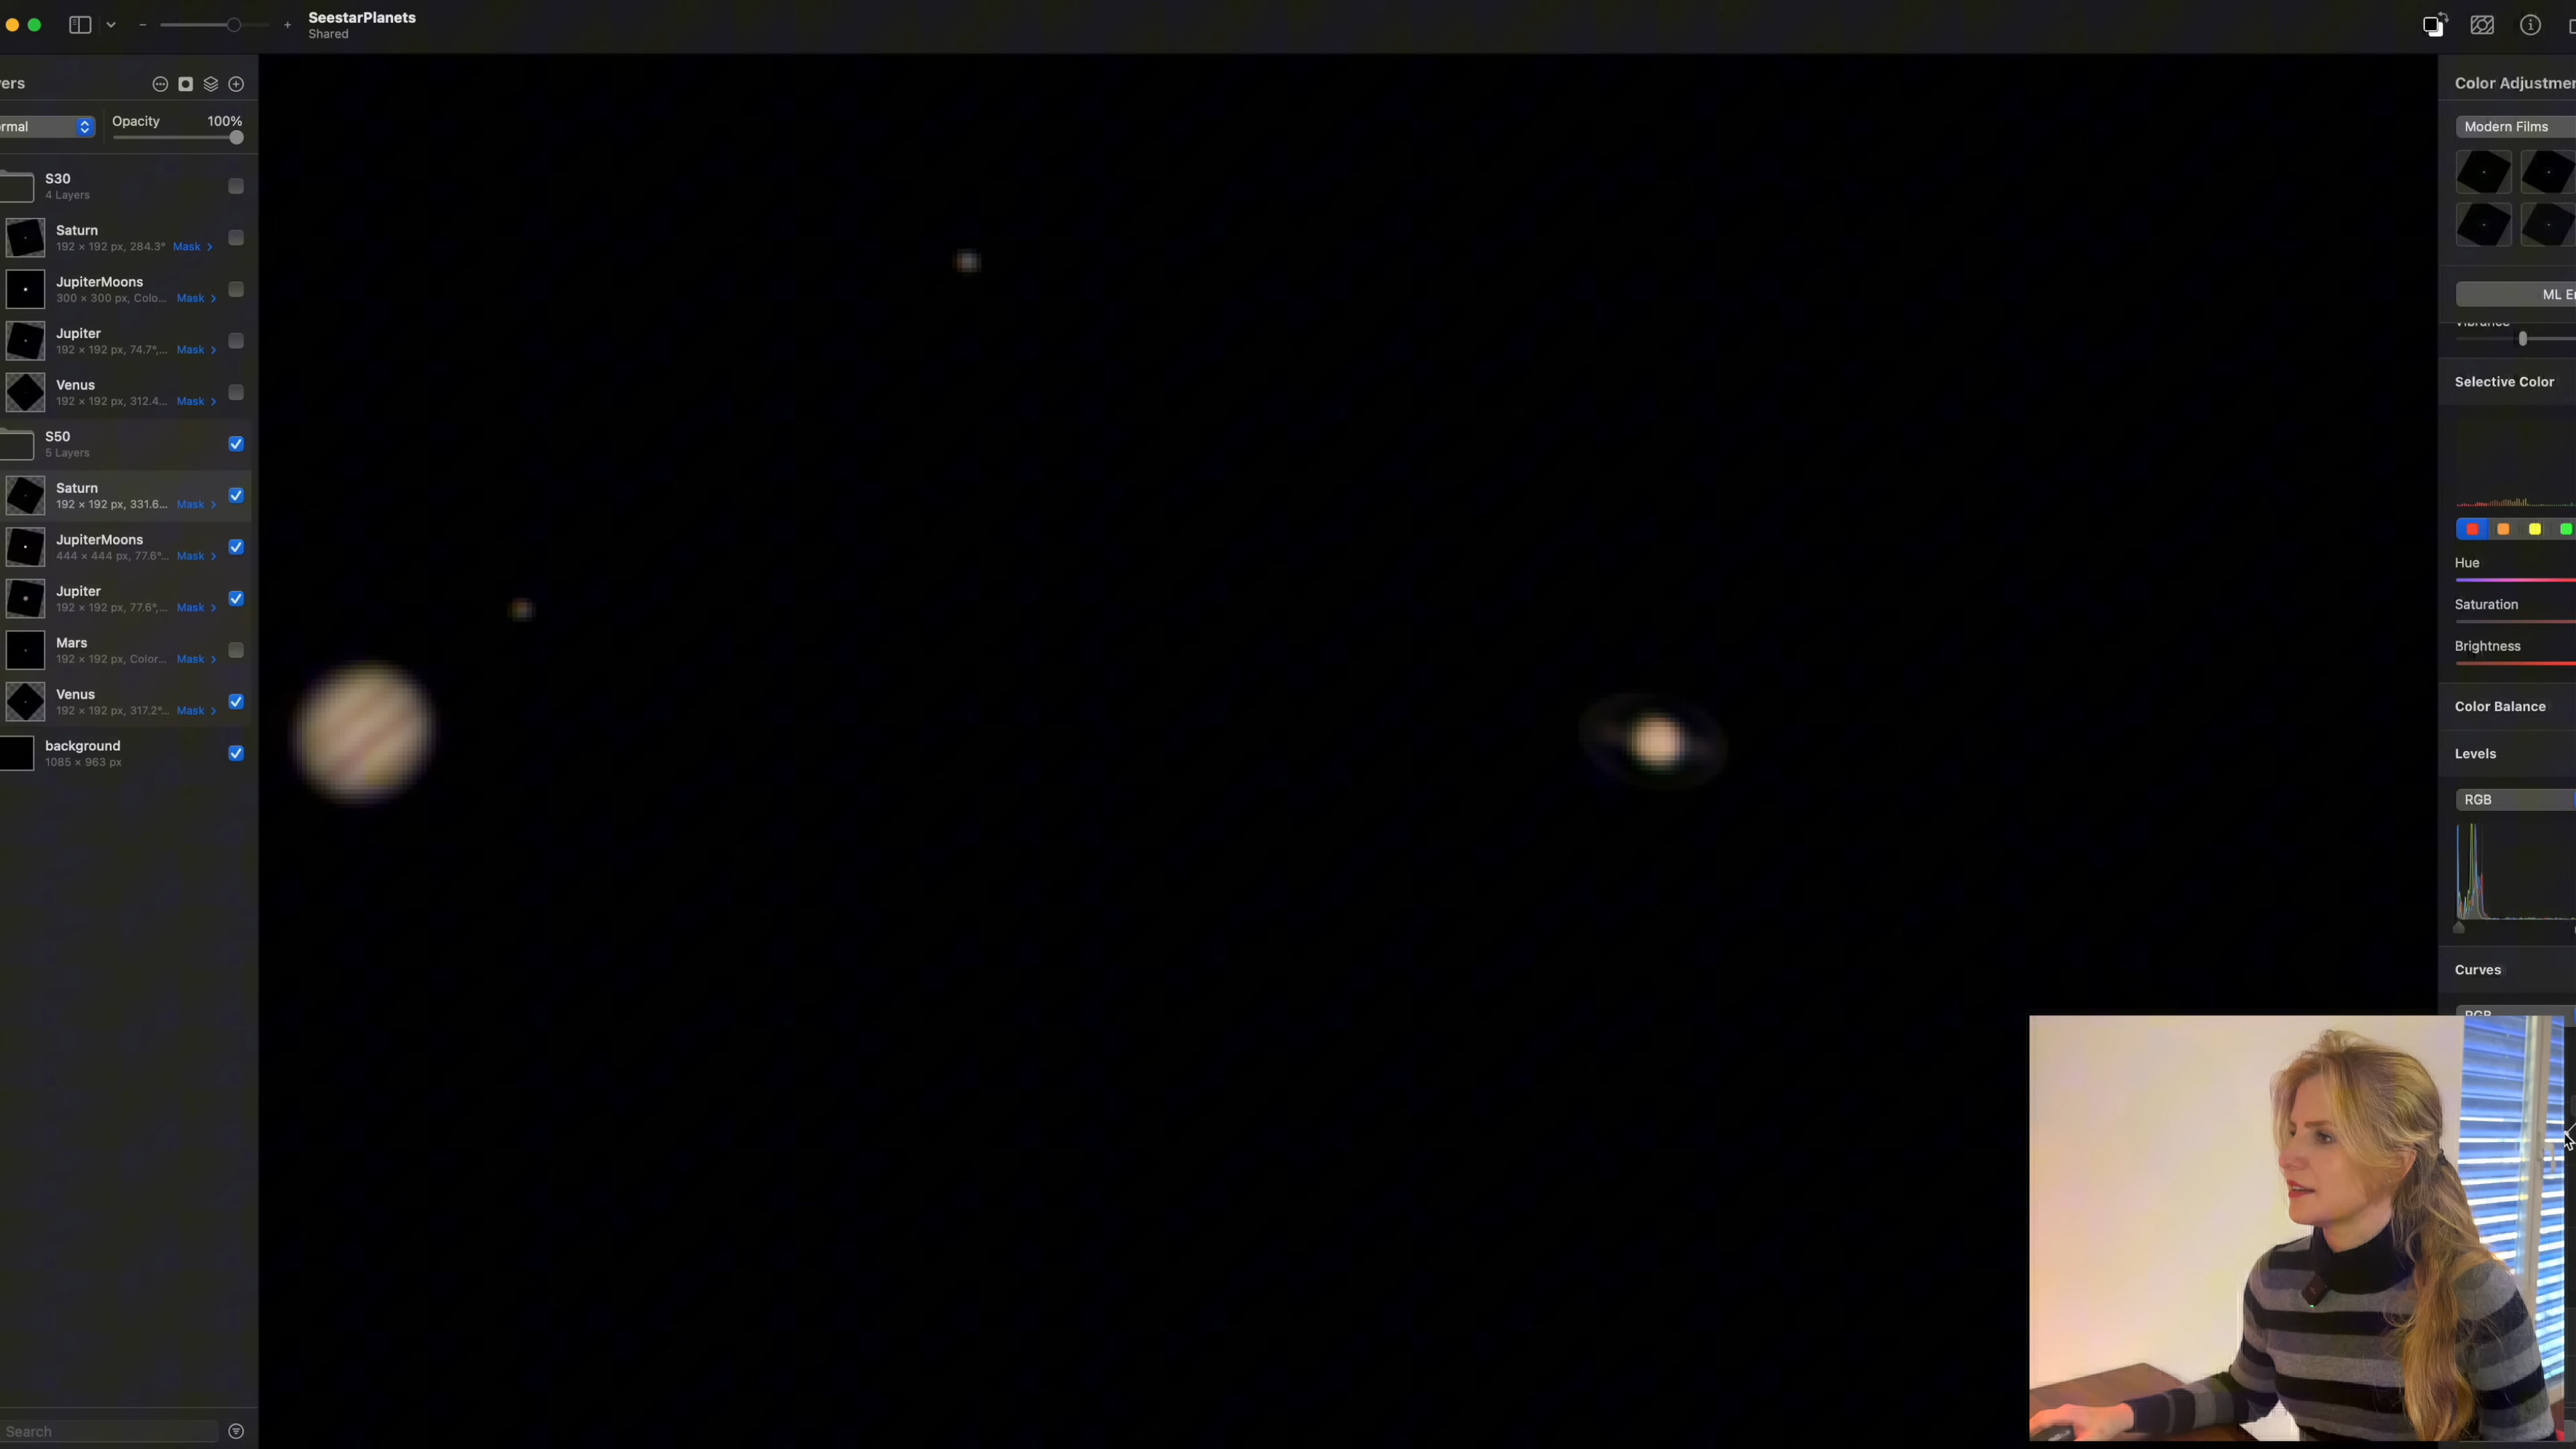 SeestarPlanets
Shared
ers
rmal
Opacity 100%
S30
4 Layers
Saturn
192 × 192 px, 284.3° Mask >
JupiterMoons
300 × 300 px, Colo... Mask >
Jupiter
192 × 192 px, 74.7°,... Mask >
Venus
192 × 192 px, 312.4... Mask >
S50
5 Layers
Saturn
192 × 192 px, 331.6... Mask >
JupiterMoons
444 × 444 px, 77.6°... Mask >
Jupiter
192 × 192 px, 77.6°,... Mask >
Mars
192 × 192 px, Color... Mask >
Venus
192 × 192 px, 317.2°... Mask >
background
1085 × 963 px
Search
Color Adjustmen
Modern Films
ML E
Vibrance
Selective Color
Hue
Saturation
Brightness
Color Balance
Levels
RGB
Curves
RGB